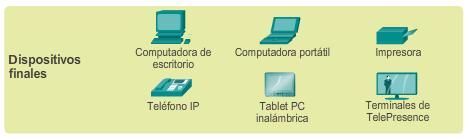 Dispositivos
finales
Computadora de
escritorio
Computadora portátil
Impresora
Teléfono IP
Tablet PC
inalámbrica
Terminales de
TelePresence